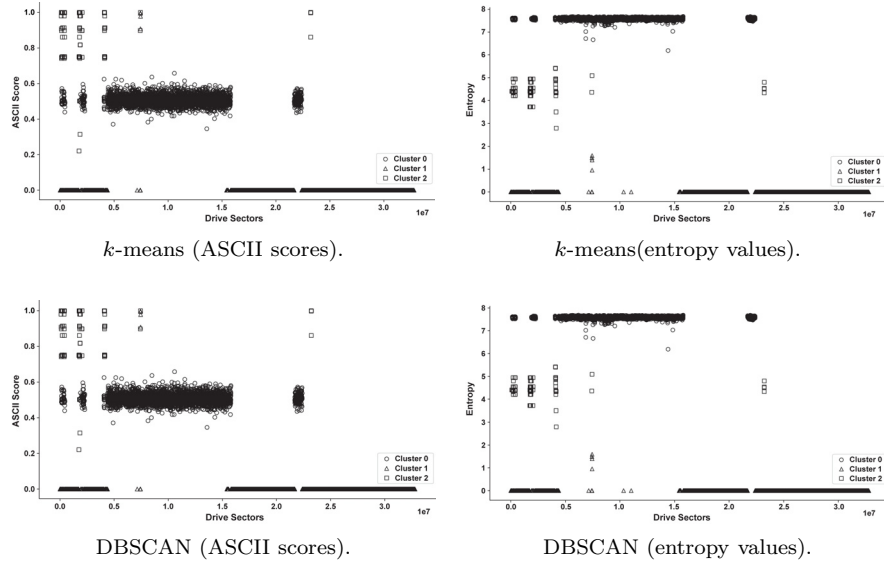 1.0
0.8
0.6
0.4
0.2
0.0
ASCII Score
Cluster 0
Cluster 1
Cluster 2
0.0 0.5 1.0 1.5 2.0 2.5 3.0
1e7
Drive Sectors
k-means (ASCII scores).
8
7
6
5
4
3
2
1
0
Entropy
Cluster 0
Cluster 1
Cluster 2
0.0 0.5 1.0 1.5 2.0 2.5 3.0
1e7
Drive Sectors
k-means(entropy values).
1.0
0.8
0.6
0.4
0.2
0.0
ASCII Score
Cluster 0
Cluster 1
Cluster 2
0.0 0.5 1.0 1.5 2.0 2.5 3.0
1e7
Drive Sectors
DBSCAN (ASCII scores).
8
7
6
5
4
3
2
1
0
Entropy
Cluster 0
Cluster 1
Cluster 2
0.0 0.5 1.0 1.5 2.0 2.5 3.0
1e7
Drive Sectors
DBSCAN (entropy values).